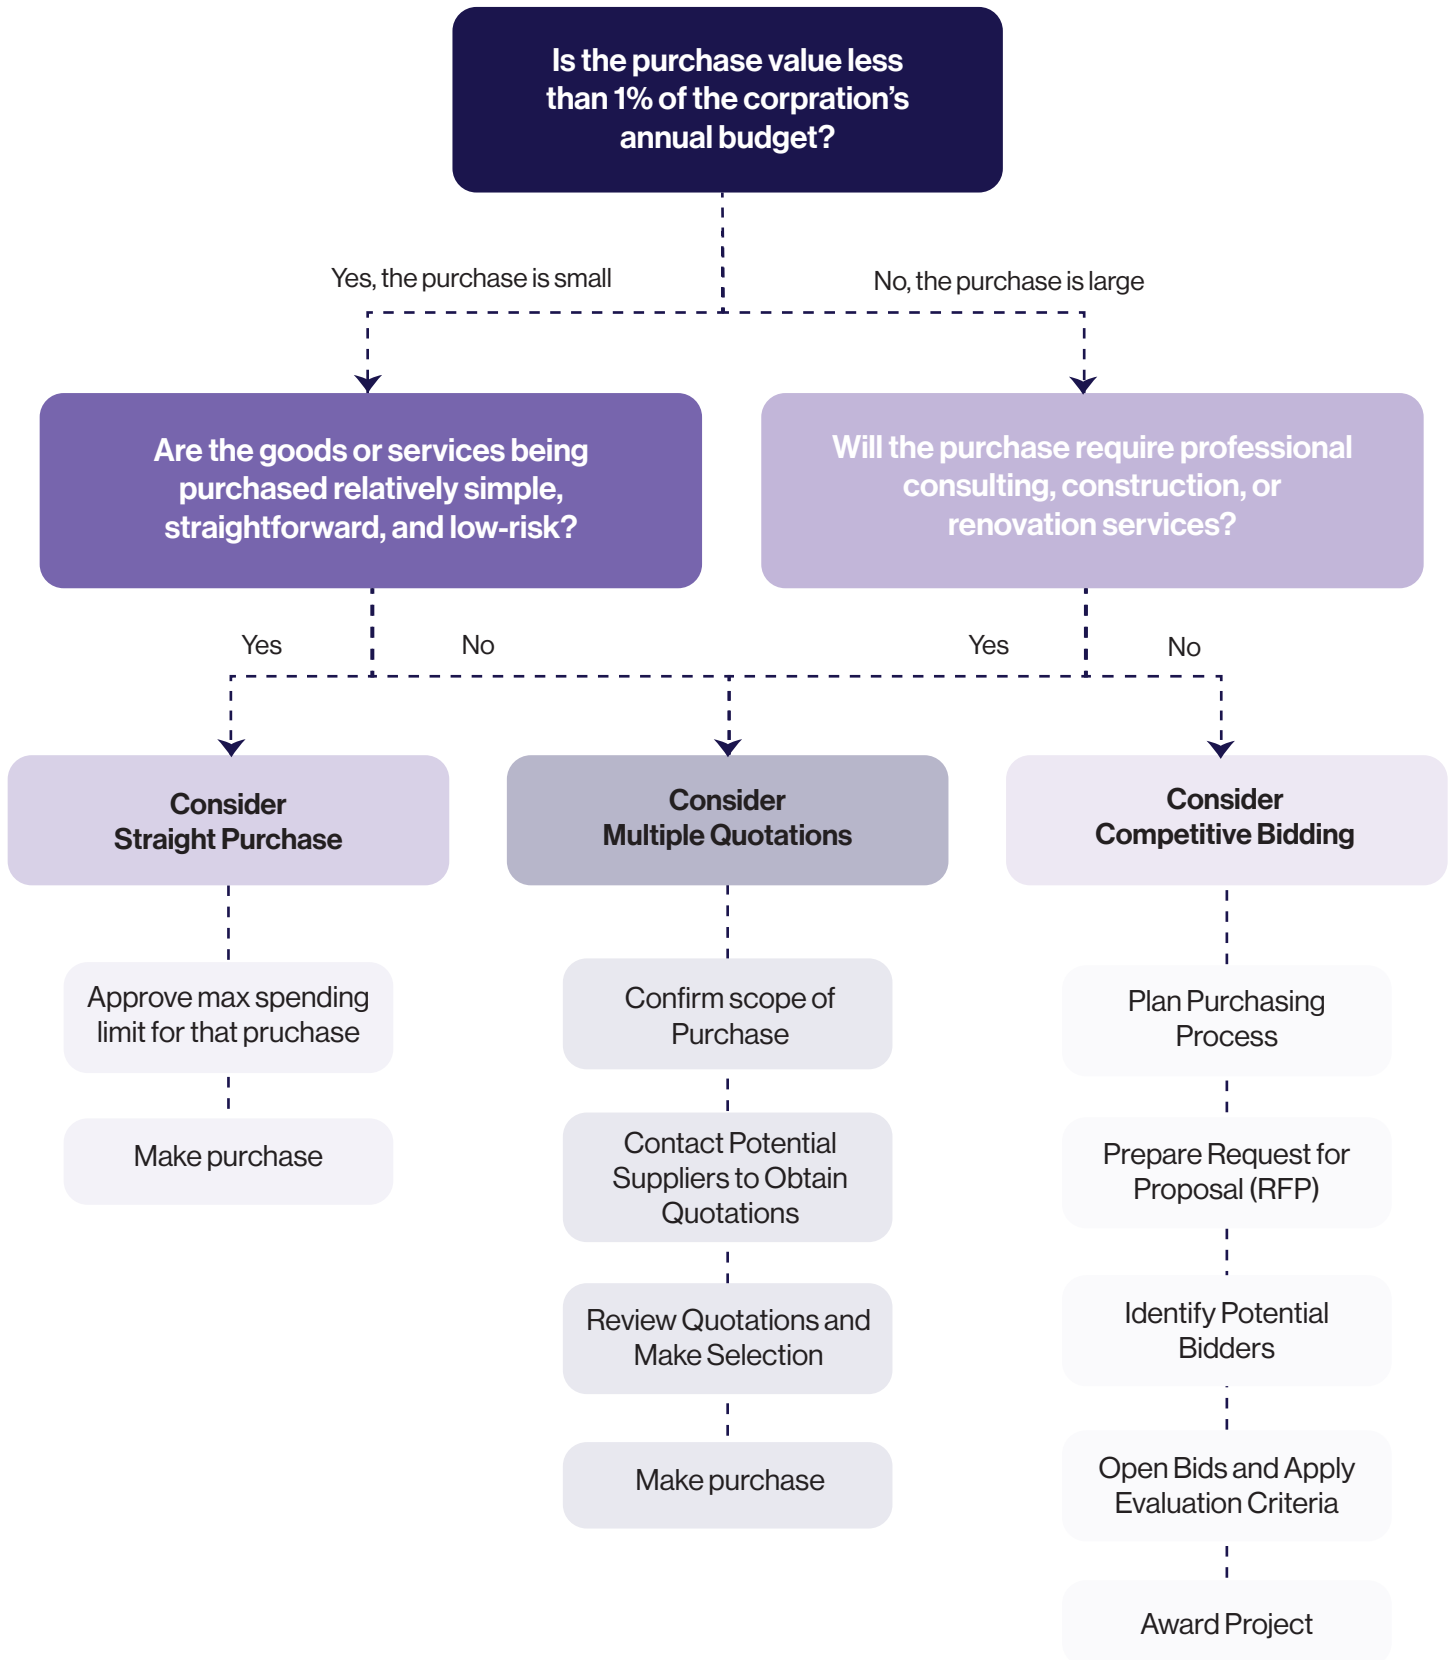 Is the purchase value less
than 1% of the corpration’s
annual budget?
Yes, the purchase is small
No, the purchase is large
Are the goods or services being
purchased relatively simple,
straightforward, and low-risk?
Will the purchase require professional
consulting, construction, or
renovation services?
Yes
No
Yes
No
Consider
Straight Purchase
Consider
Multiple Quotations
Consider
Competitive Bidding
Approve max spending
limit for that pruchase
Make purchase
Confirm scope of
Purchase
Contact Potential
Suppliers to Obtain
Quotations
Review Quotations and
Make Selection
Make purchase
Plan Purchasing
Process
Prepare Request for
Proposal (RFP)
Identify Potential
Bidders
Open Bids and Apply
Evaluation Criteria
Award Project